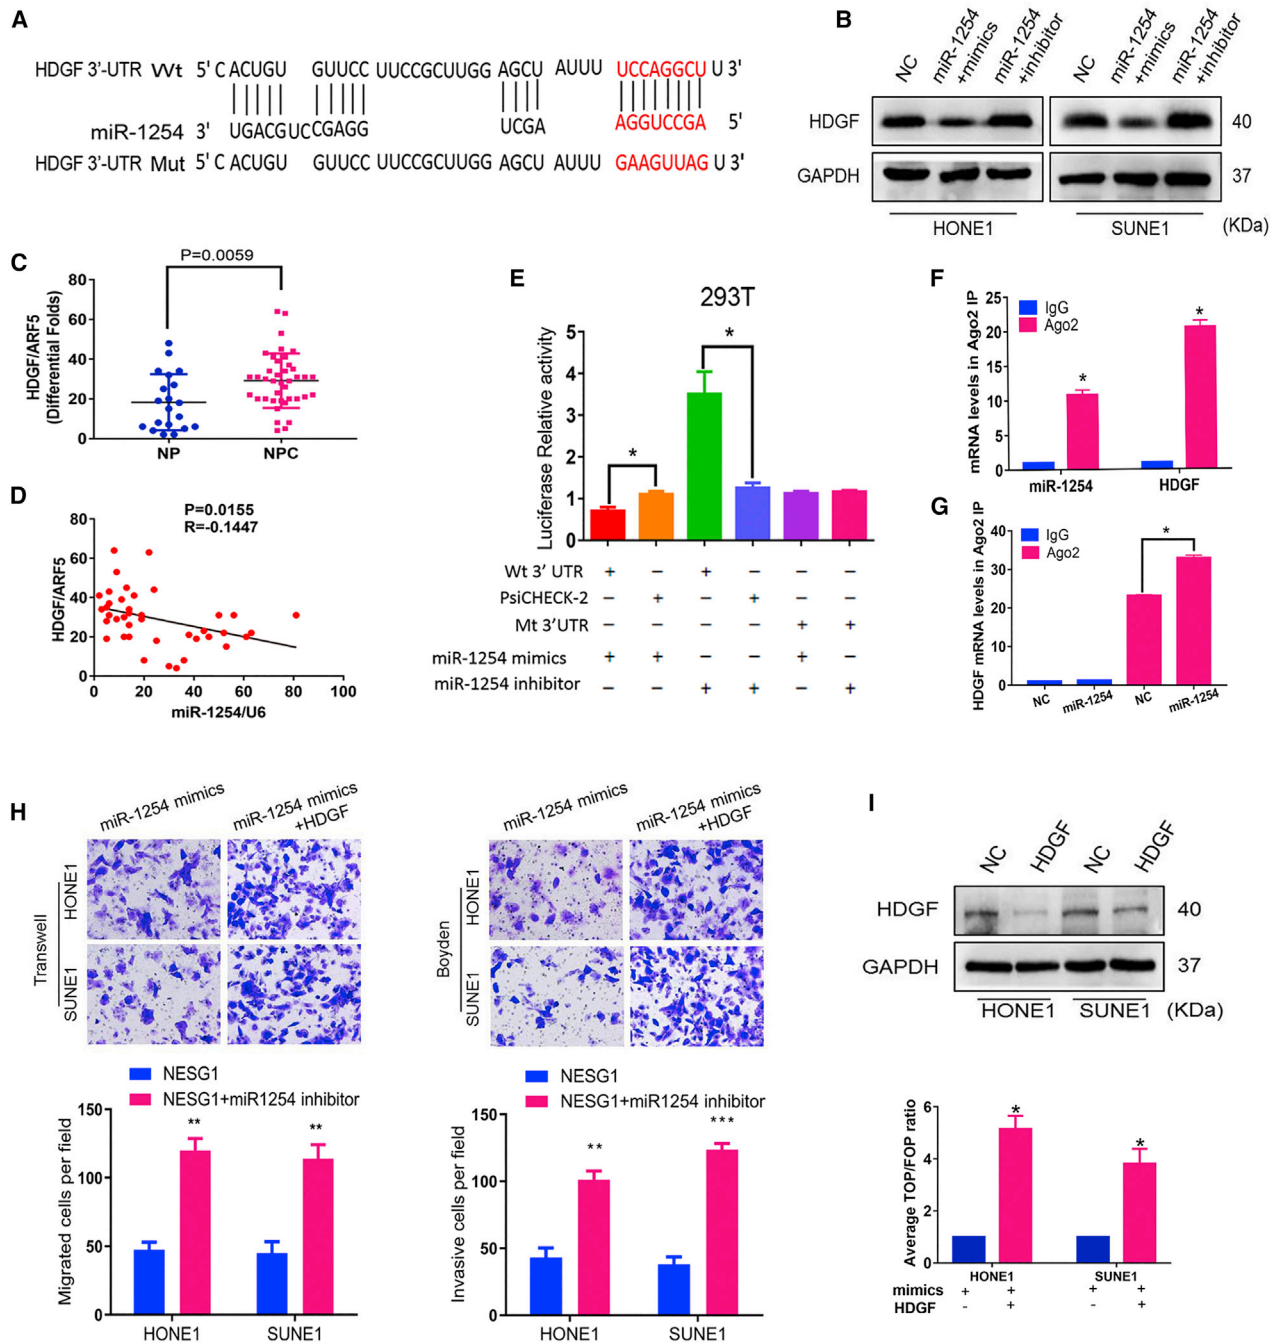 A
HDGF 3'-UTR Wt 5' C ACUGU GUUCC UUCCGCUUGG AGCU AUUU UCCAGGCU U 3'
miR-1254 3' UGACGUCCGAGG UCGA AGGUCCGA 5'
HDGF 3'-UTR Mut 5' C ACUGU GUUCC UUCCGCUUGG AGCU AUUU GAAGUUAG U 3'
B
NC miR-1254 +mimics miR-1254 +inhibitor NC miR-1254 +mimics miR-1254 +inhibitor
HDGF 40
GAPDH 37
HONE1 SUNE1 (KDa)
C
P=0.0059
HDGF/ARF5
(Differential Folds)
80
60
40
20
0
NP NPC
D
P=0.0155
R=-0.1447
HDGF/ARF5
80
60
40
20
0
0 20 40 60 80 100
miR-1254/U6
E
293T
Luciferase Relative activity
5
4
3
2
1
0
* *
Wt 3' UTR + − + − − −
PsiCHECK-2 − + − + − −
Mt 3'UTR − − − − + +
miR-1254 mimics + + − − + −
miR-1254 inhibitor − − + + − +
F
mRNA levels in Ago2 IP
25
20
15
10
5
0
IgG
Ago2
* *
miR-1254 HDGF
G
HDGF mRNA levels in Ago2 IP
40
30
20
10
0
IgG
Ago2
*
NC miR-1254 NC miR-1254
H
miR-1254 mimics miR-1254 mimics +HDGF
Transwell
HONE1
SUNE1
miR-1254 mimics miR-1254 mimics +HDGF
Boyden
HONE1
SUNE1
NESG1
NESG1+miR1254 inhibitor
Migrated cells per field
150
100
50
0
** **
HONE1 SUNE1
NESG1
NESG1+miR1254 inhibitor
Invasive cells per field
150
100
50
0
** ***
HONE1 SUNE1
I
NC HDGF NC HDGF
HDGF 40
GAPDH 37
HONE1 SUNE1 (KDa)
Average TOP/FOP ratio
6
4
2
0
* *
HONE1 SUNE1
mimics + + + +
HDGF - + - +